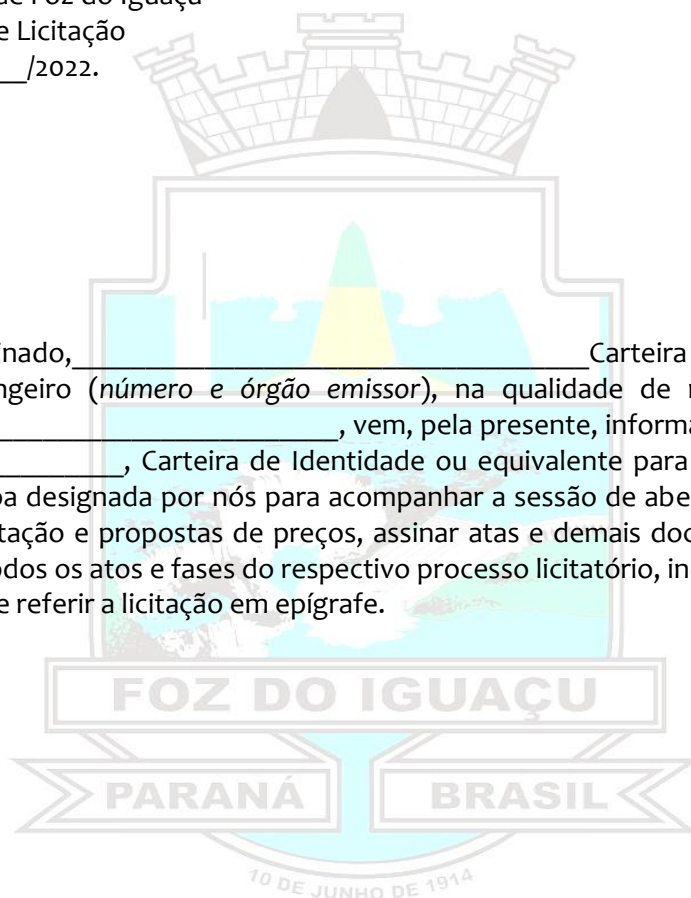 de Foz do Iguaçu
e Licitação
__/2022.
inado,___________________________________Carteira
ngeiro (número e órgão emissor), na qualidade de
_______________________, vem, pela presente, informa
_________, Carteira de Identidade ou equivalente para
oa designada por nós para acompanhar a sessão de abe
tação e propostas de preços, assinar atas e demais doc
odos os atos e fases do respectivo processo licitatório, in
e referir a licitação em epígrafe.
FOZ DO IGUAÇU
PARANÁ BRASIL
10 DE JUNHO DE 1914